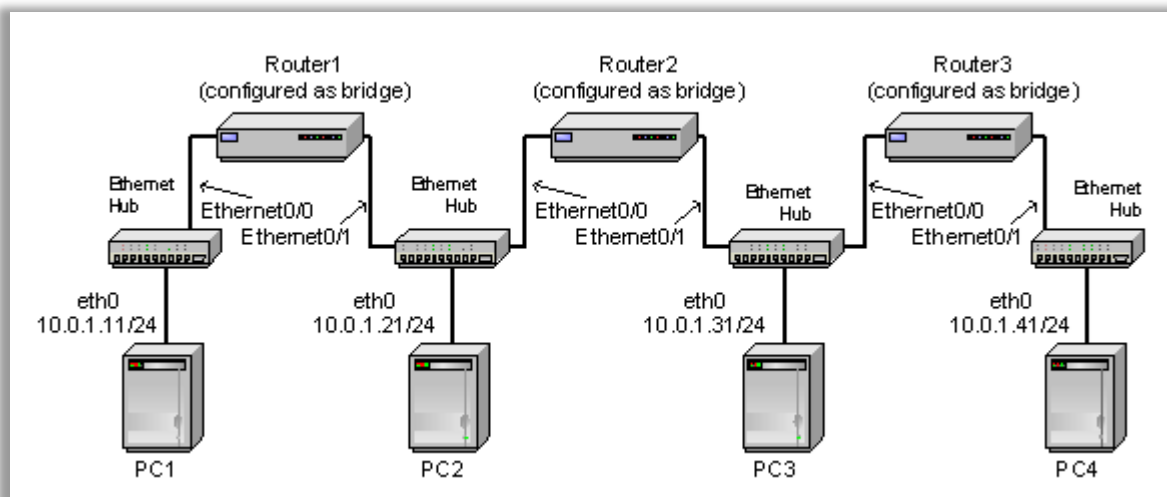 Router1
(configured as bridge)
Router2
(configured as bridge)
Router3
(configured as bridge)
Ethernet
Hub
Ethernet0/0
Ethernet0/1
Ethernet
Hub
Ethernet0/0
Ethernet0/1
Ethernet
Hub
Ethernet0/0
Ethernet0/1
Ethernet
Hub
eth0
10.0.1.11/24
eth0
10.0.1.21/24
eth0
10.0.1.31/24
eth0
10.0.1.41/24
PC1
PC2
PC3
PC4